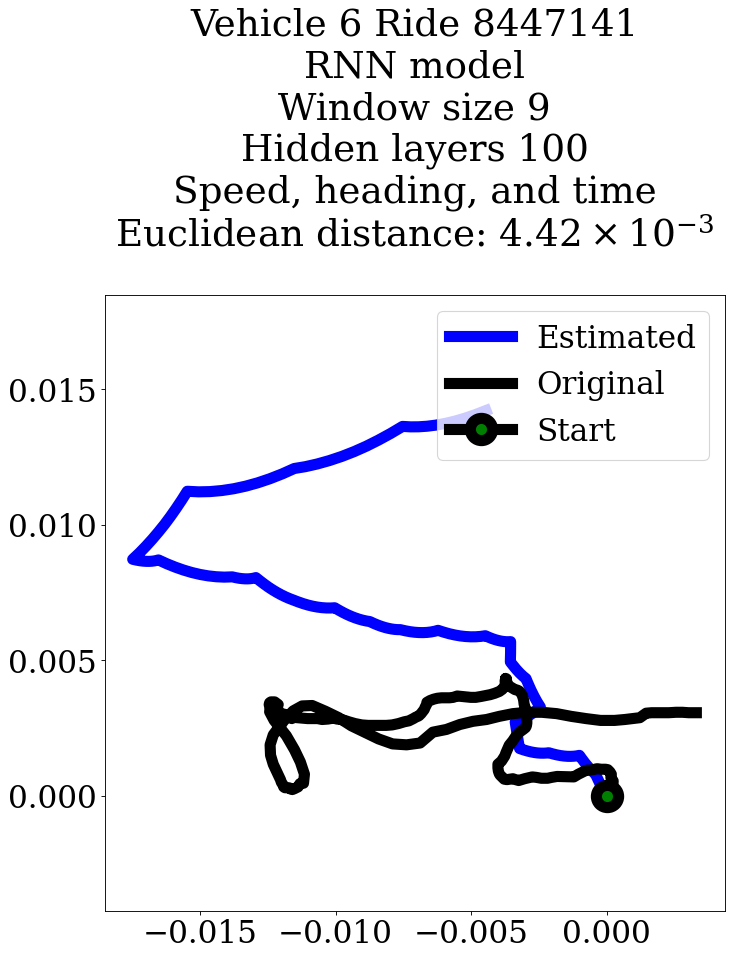 Vehicle 6 Ride 8447141
RNN model
Window size 9
Hidden layers 100
Speed, heading, and time
Euclidean distance: 4.42 × 10⁻³
Estimated
Original
Start
0.015
0.010
0.005
0.000
−0.015 −0.010 −0.005 0.000